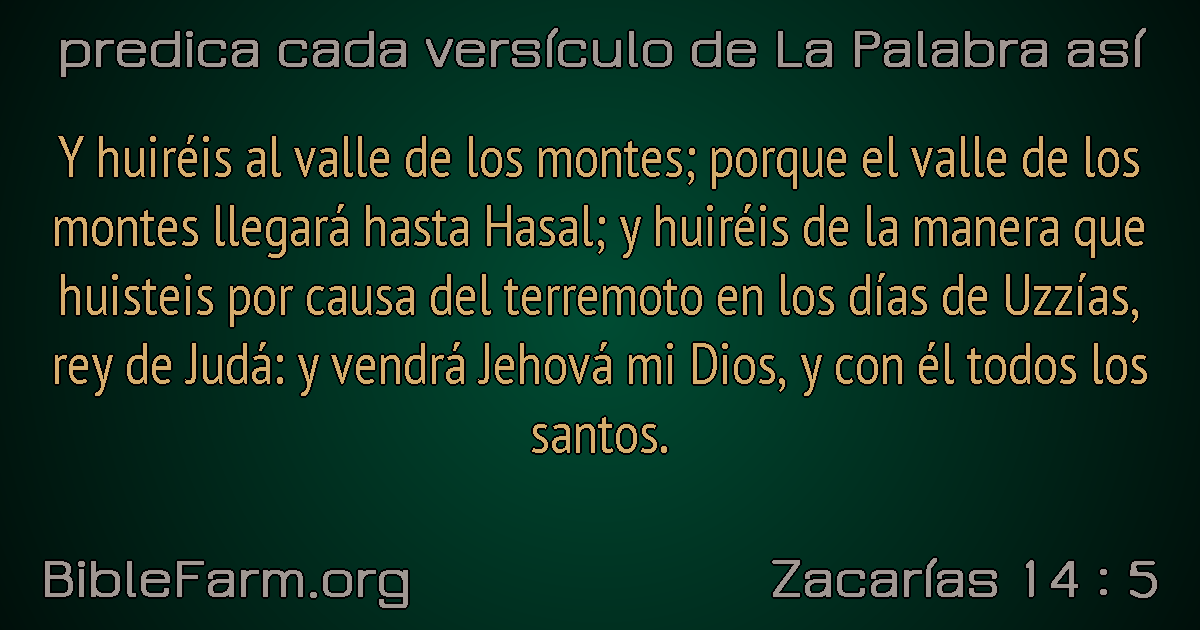 predica cada versículo de La Palabra así
Y huiréis al valle de los montes; porque el valle de los
montes llegará hasta Hasal; y huiréis de la manera que
huisteis por causa del terremoto en los días de Uzzías,
rey de Judá: y vendrá Jehová mi Dios, y con él todos los
santos.
BibleFarm.org
Zacarías 14 : 5